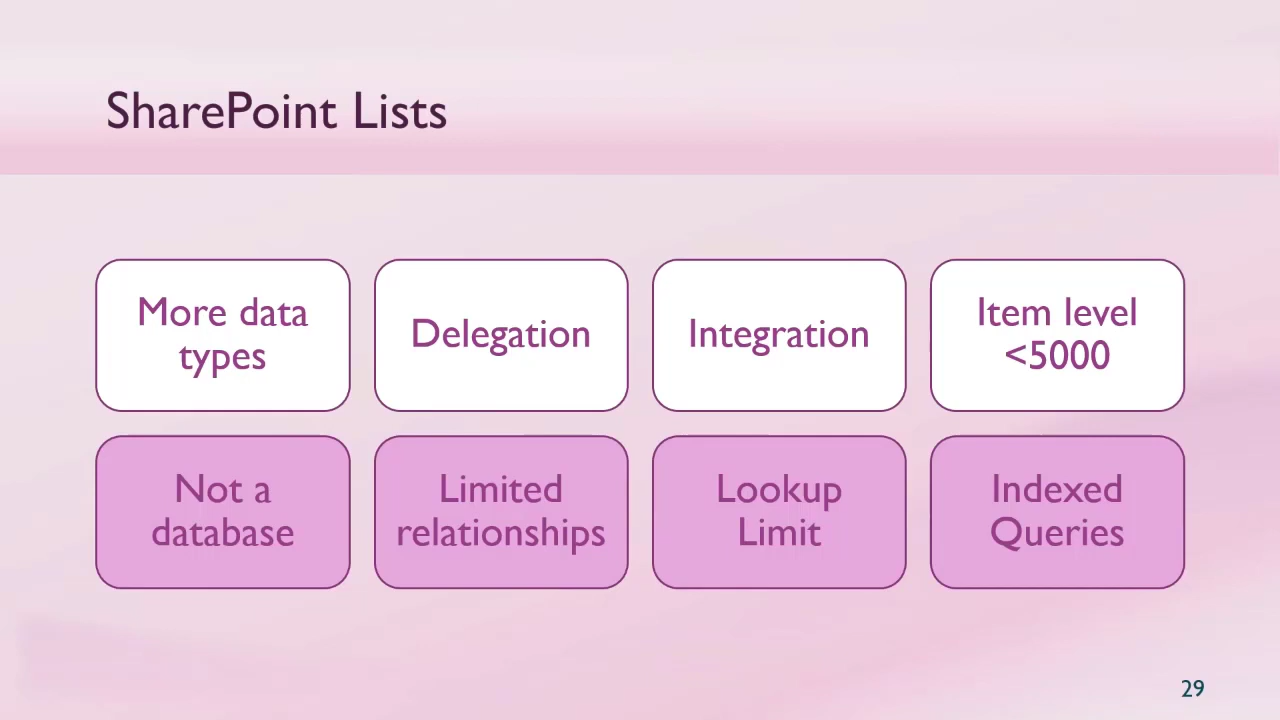 SharePoint Lists
More data
types
Delegation
Integration
Item level
<5000
Not a
database
Limited
relationships
Lookup
Limit
Indexed
Queries
29